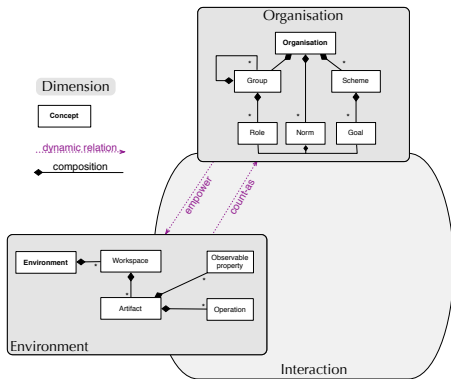 Organisation
Organisation
*
*
*
Group
Scheme
*
*
Role
Norm
Goal
Dimension
Concept
dynamic relation
composition
empower
count-as
Environment
*
Workspace
Observable
property
*
*
*
Artifact
Operation
Environment
Interaction